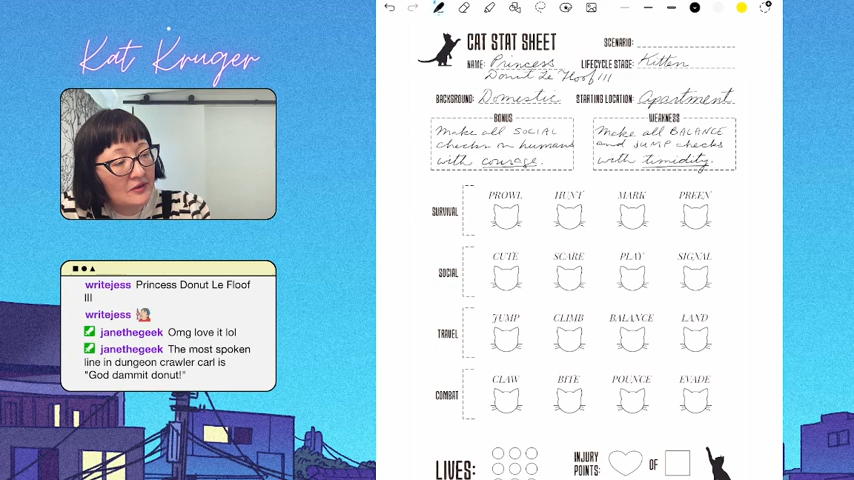 Kat Kruger
writejess Princess Donut Le Floof
III
writejess
janethegeek Omg love it lol
janethegeek The most spoken
line in dungeon crawler carl is
"God dammit donut!"
CAT STAT SHEET
SCENARIO:
NAME: Princess
Donut Le Floof III
LIFECYCLE STAGE: Kitten
BACKGROUND: Domestic
STARTING LOCATION: Apartment
BONUS
Make all SOCIAL
checks on humans
with courage.
WEAKNESS
Make all BALANCE
and JUMP checks
with timidity.
SURVIVAL
PROWL HUNT MARK PREEN
SOCIAL
CUTE SCARE PLAY SIGNAL
TRAVEL
JUMP CLIMB BALANCE LAND
COMBAT
CLAW BITE POUNCE EVADE
LIVES:
INJURY
POINTS:
OF